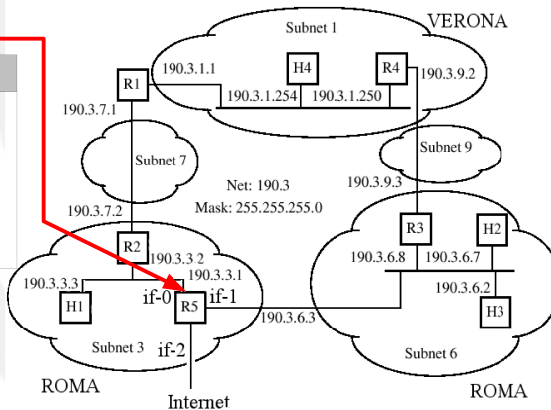 VERONA
Subnet 1
R1
190.3.1.1
H4
R4
190.3.9.2
190.3.1.254
190.3.1.250
190.3.7.1
Subnet 7
Subnet 9
Net: 190.3
Mask: 255.255.255.0
190.3.9.3
190.3.7.2
R2
R3
H2
190.3.3.2
190.3.6.8
190.3.6.7
190.3.3.3
190.3.3.1
190.3.6.2
H1
if-0
R5
if-1
H3
190.3.6.3
Subnet 3
if-2
Subnet 6
ROMA
Internet
ROMA